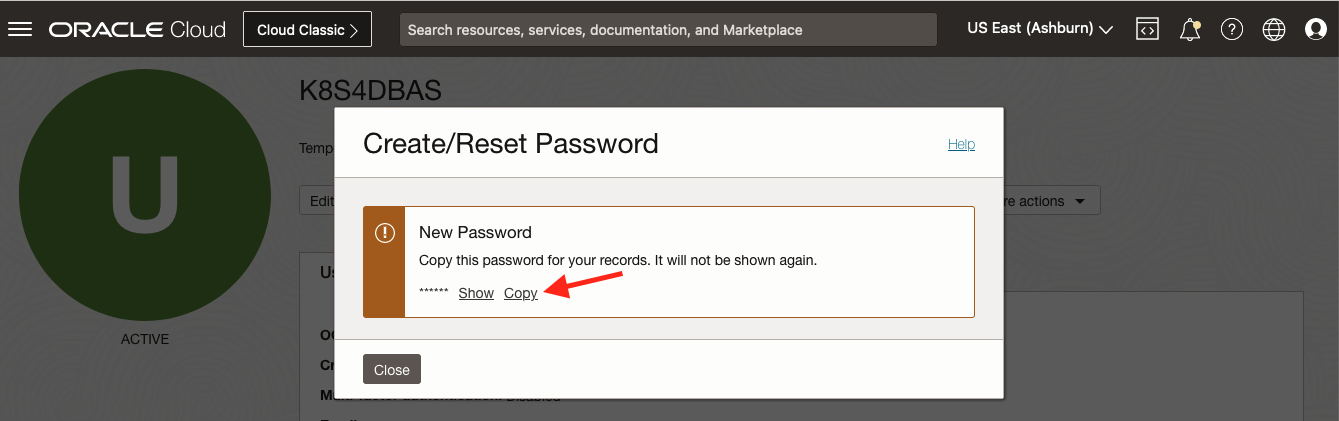 ORACLE Cloud Cloud Classic Search resources, services, documentation, and Marketplace US East (Ashburn)
U
K8S4DBAS
Create/Reset Password Help
Temp
Edit re actions
New Password
Copy this password for your records. It will not be shown again.
****** Show Copy
Us
ACTIVE
Close